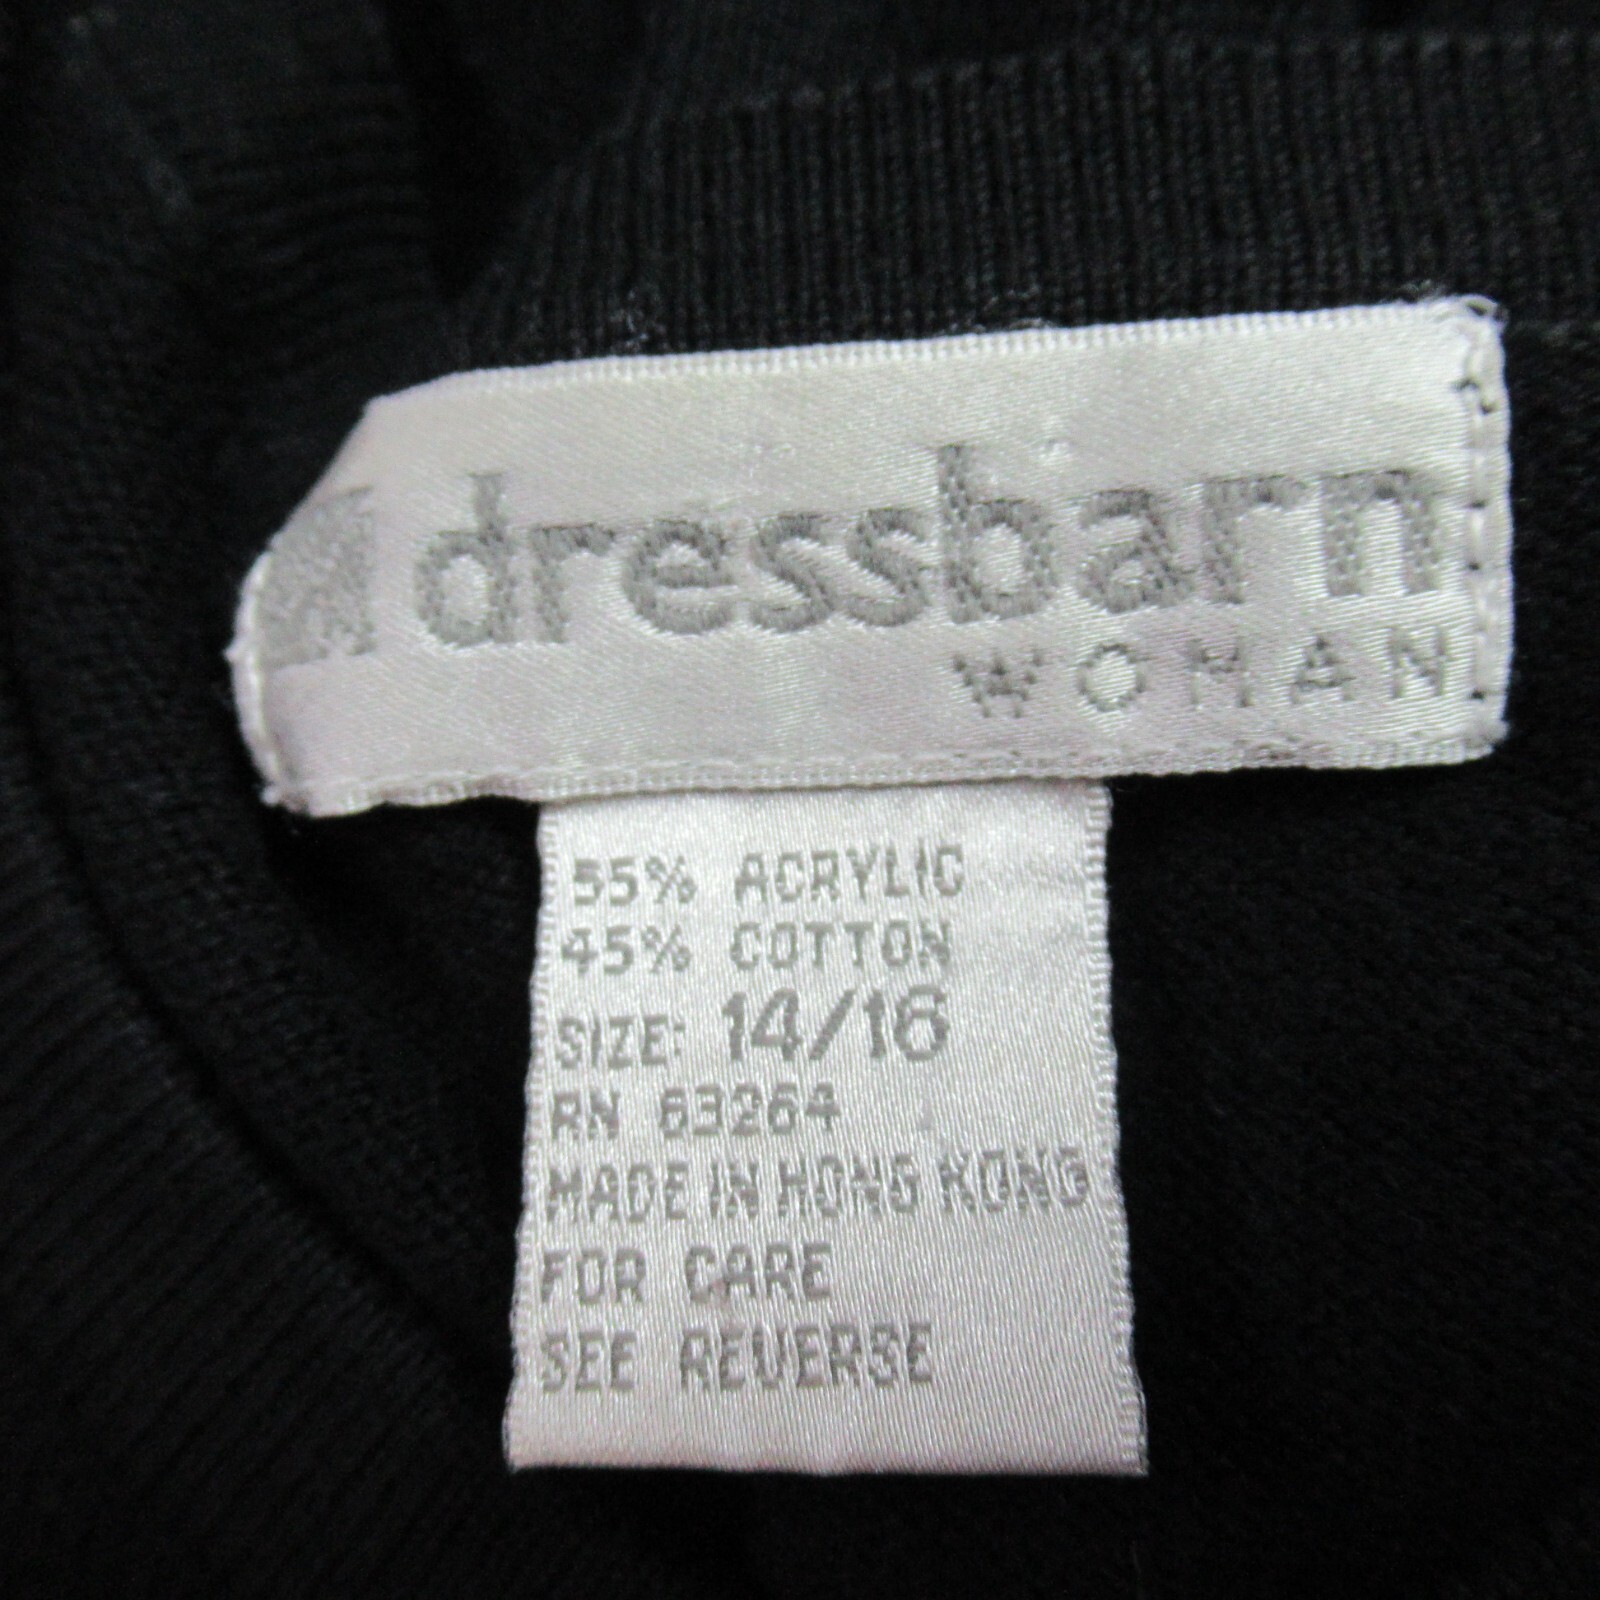 dressbarn
WOMAN
55% ACRYLIC
45% COTTON
SIZE: 14/16
RN 63264
MADE IN HONG KONG
FOR CARE
SEE REVERSE